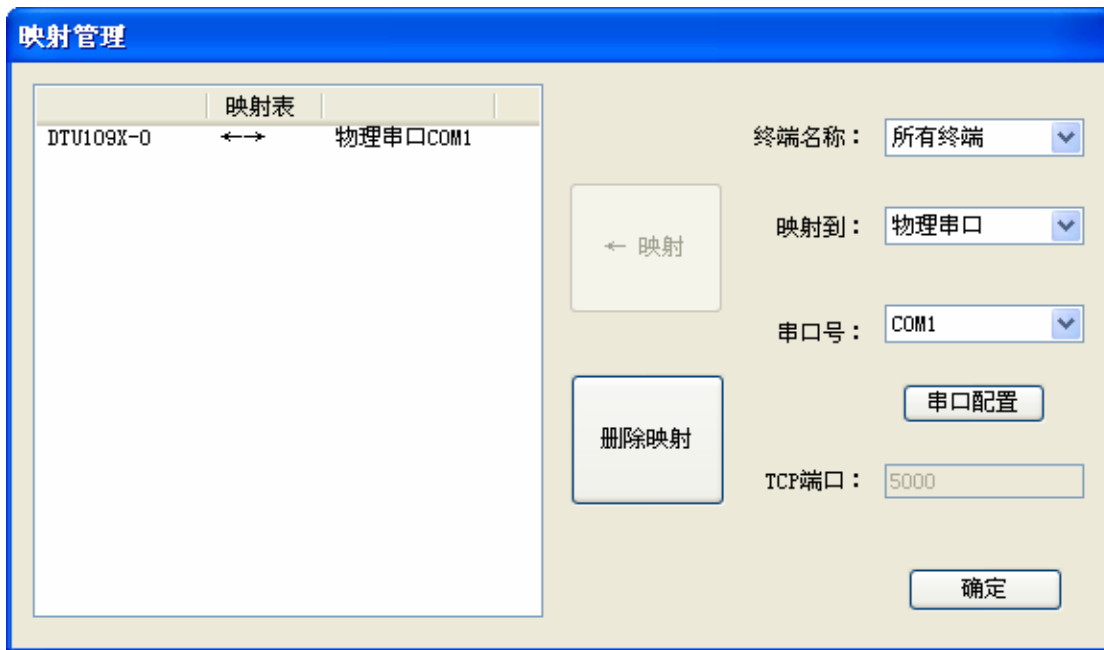 映射管理
映射表
DTU109X-0 ←→ 物理串口COM1
终端名称： 所有终端
← 映射
映射到： 物理串口
串口号： COM1
串口配置
删除映射
TCP端口： 5000
确定